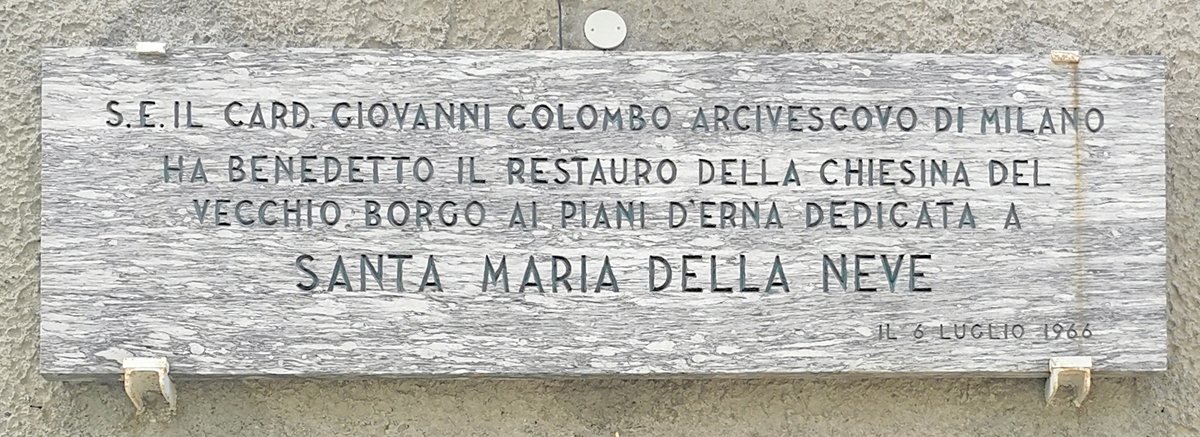 S.E. IL CARD. GIOVANNI COLOMBO ARCIVESCOVO DI MILANO
HA BENEDETTO IL RESTAURO DELLA CHIESINA DEL
VECCHIO BORGO AI PIANI D'ERNA DEDICATA A
SANTA MARIA DELLA NEVE
IL 6 LUGLIO 1966